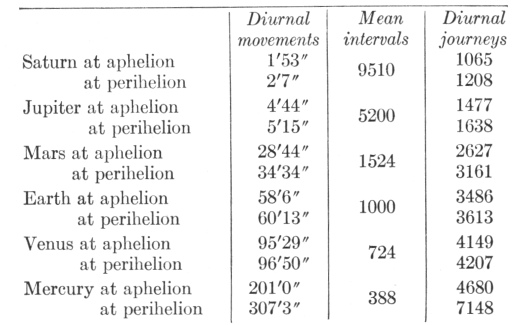 Diurnal Mean Diurnal
movements intervals journeys
Saturn at aphelion 1′53″ 9510 1065
at perihelion 2′7″ 1208
Jupiter at aphelion 4′44″ 5200 1477
at perihelion 5′15″ 1638
Mars at aphelion 28′44″ 1524 2627
at perihelion 34′34″ 3161
Earth at aphelion 58′6″ 1000 3486
at perihelion 60′13″ 3613
Venus at aphelion 95′29″ 724 4149
at perihelion 96′50″ 4207
Mercury at aphelion 201′0″ 388 4680
at perihelion 307′3″ 7148